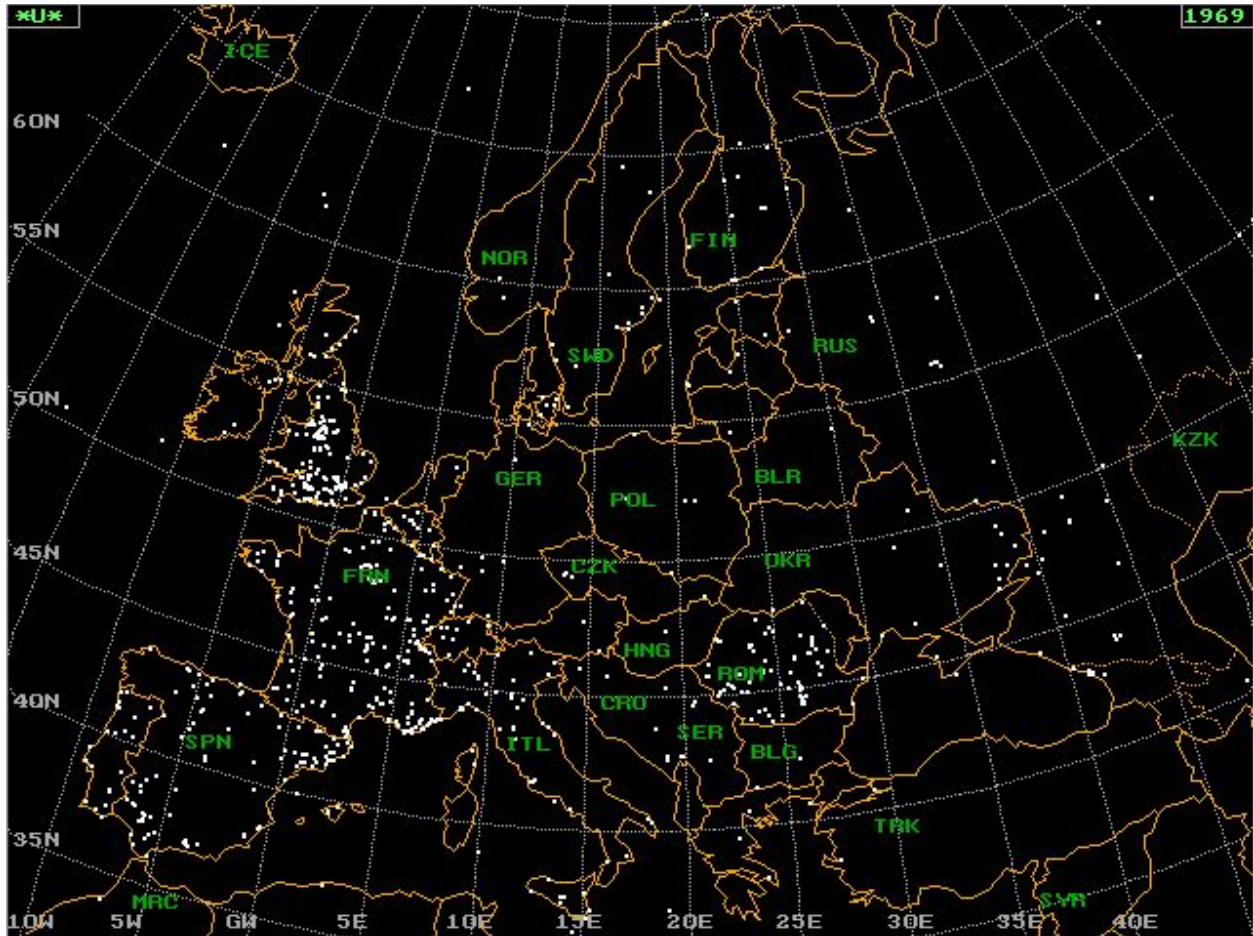 *U* 1969
ICE
60N
55N
NOR FIN
SWD RUS
50N
KZK
GER POL BLR
45N
FRN CZK UKR
HNG
ROM
40N
CRO
SPN ITL SER BLG
TRK
35N
MRC SYR
10W 5W GW 5E 10E 15E 20E 25E 30E 35E 40E